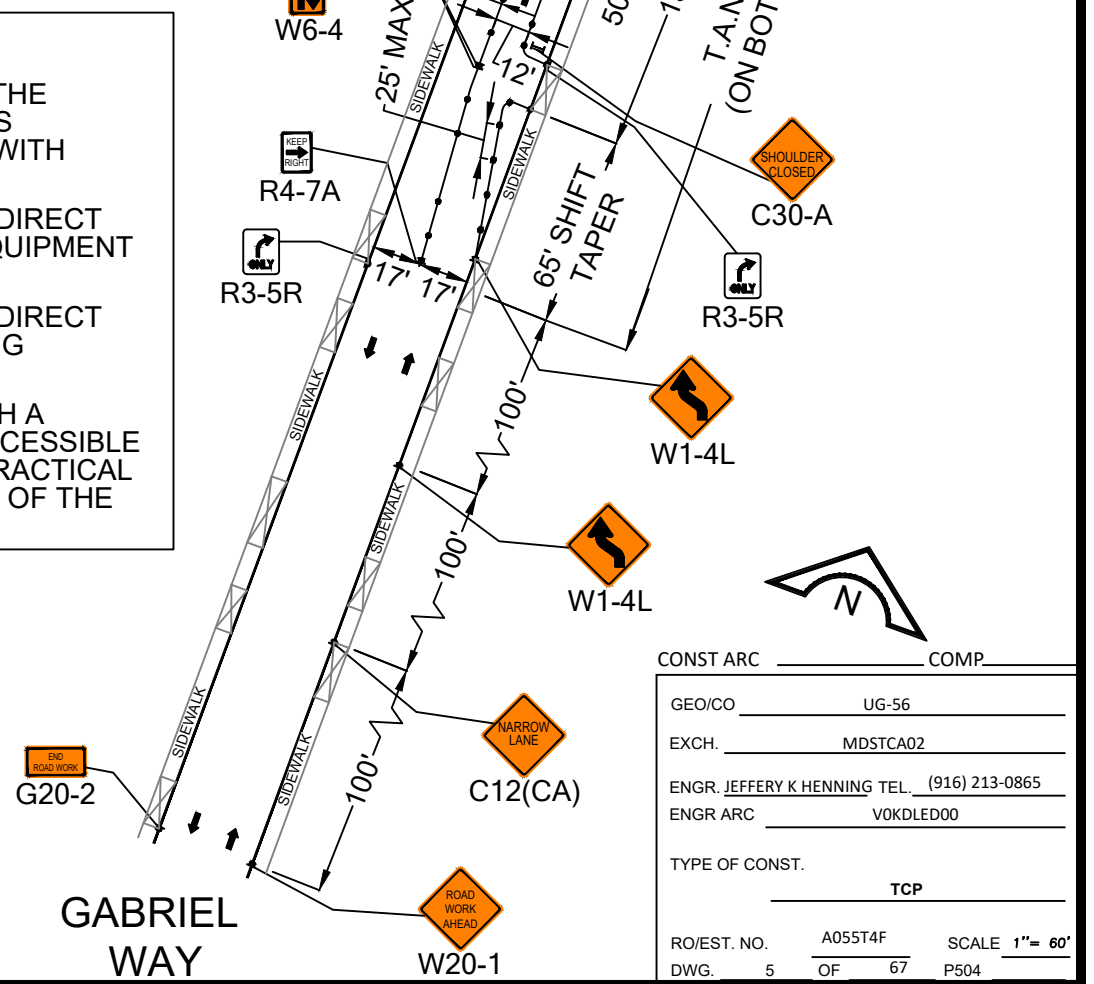 W6-4
THE
S
WITH
DIRECT
QUIPMENT
DIRECT
G
H A
CCESSIBLE
RACTICAL
OF THE
25' MAX
SIDEWALK
12'
50
T.A.N
(ON BOT
KEEP
RIGHT
R4-7A
SIDEWALK
SHOULDER
CLOSED
C30-A
ONLY
R3-5R
17'
17'
65' SHIFT
TAPER
ONLY
R3-5R
SIDEWALK
100'
W1-4L
SIDEWALK
100'
W1-4L
N
SIDEWALK
SIDEWALK
100'
NARROW
LANE
C12(CA)
END
ROAD WORK
G20-2
GABRIEL
WAY
ROAD
WORK
AHEAD
W20-1
CONST ARC COMP
GEO/CO UG-56
EXCH. MDSTCA02
ENGR. JEFFERY K HENNING TEL. (916) 213-0865
ENGR ARC V0KDLED00
TYPE OF CONST.
TCP
RO/EST. NO. A055T4F SCALE 1"= 60'
DWG. 5 OF 67 P504